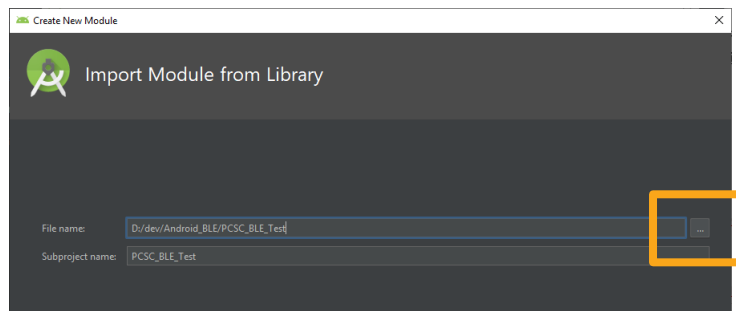 Create New Module
Import Module from Library
File name: D:/dev/Android_BLE/PCSC_BLE_Test ...
Subproject name: PCSC_BLE_Test